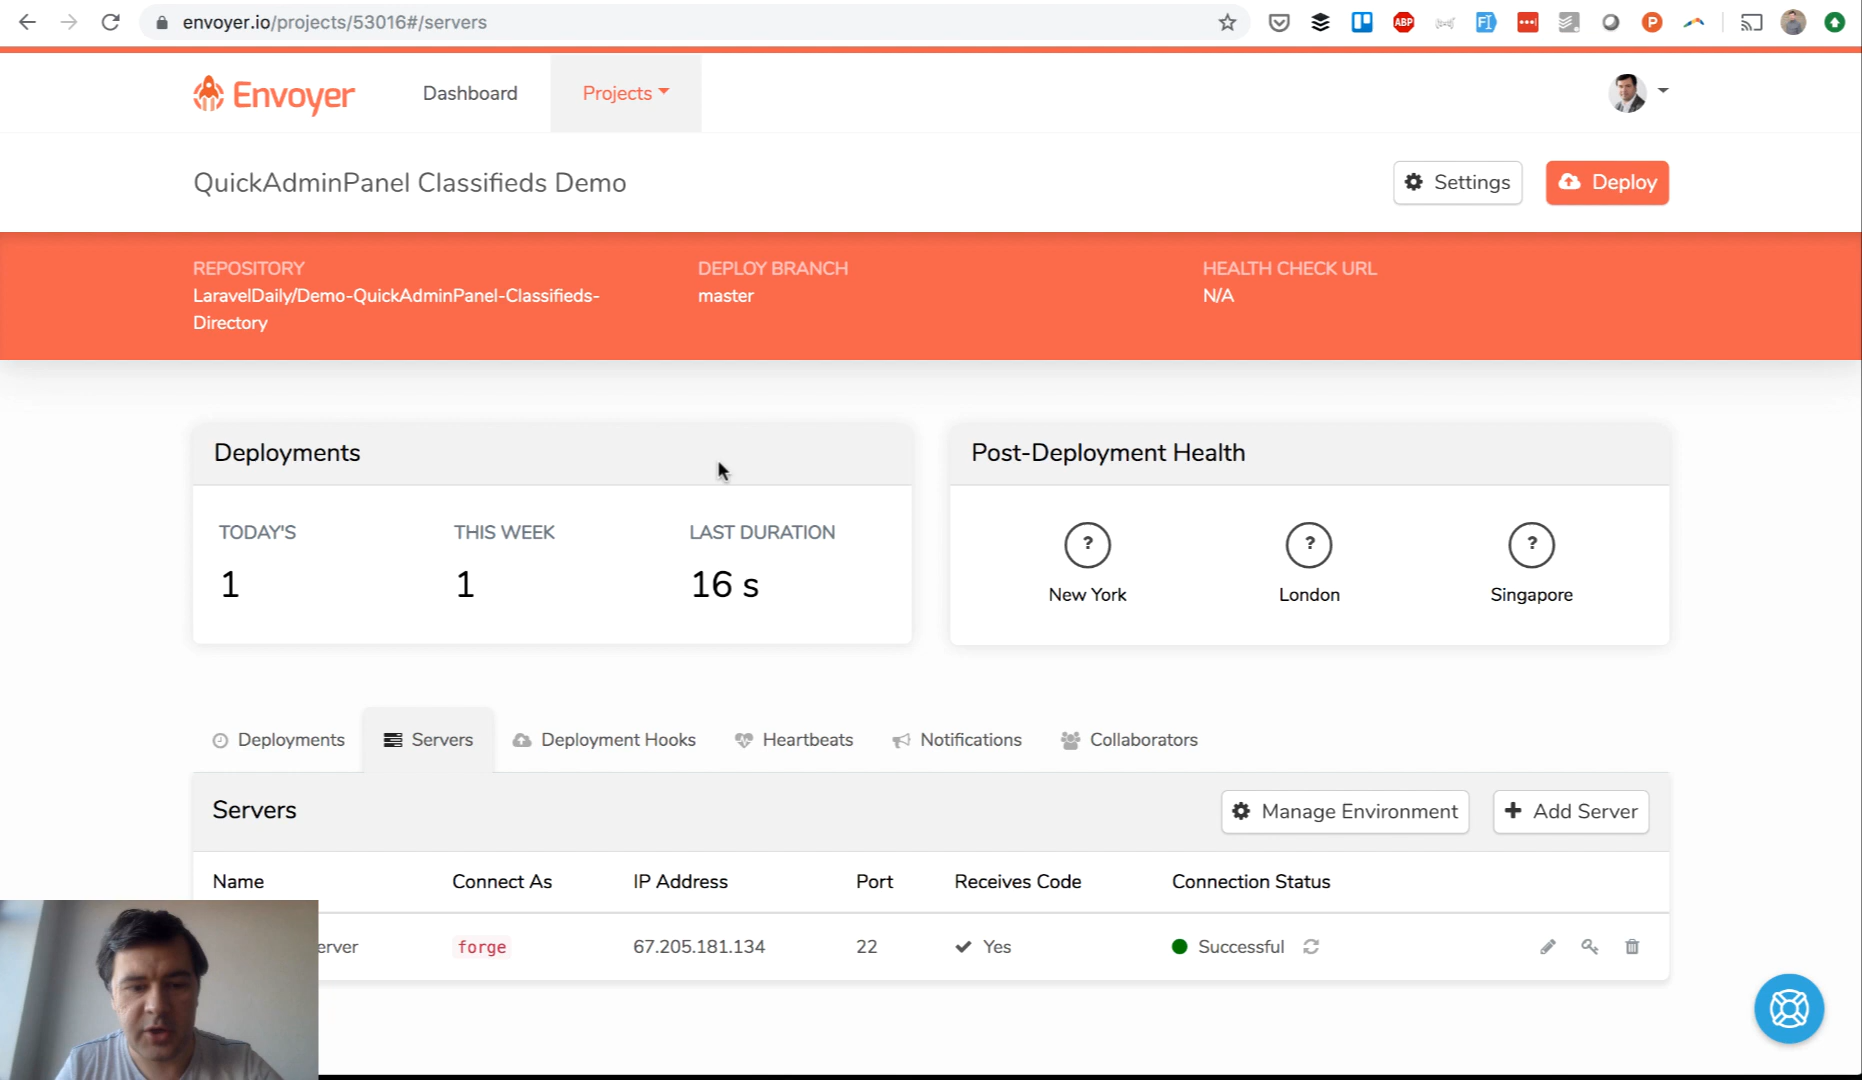 envoyer.io/projects/53016#/servers
ABP
P
Envoyer
Dashboard
Projects
QuickAdminPanel Classifieds Demo
Settings
Deploy
REPOSITORY
LaravelDaily/Demo-QuickAdminPanel-Classifieds-
Directory
DEPLOY BRANCH
master
HEALTH CHECK URL
N/A
Deployments
TODAY'S
1
THIS WEEK
1
LAST DURATION
16 s
Post-Deployment Health
?
New York
?
London
?
Singapore
Deployments
Servers
Deployment Hooks
Heartbeats
Notifications
Collaborators
Servers
Manage Environment
Add Server
Name
Connect As
IP Address
Port
Receives Code
Connection Status
erver
forge
67.205.181.134
22
Yes
Successful